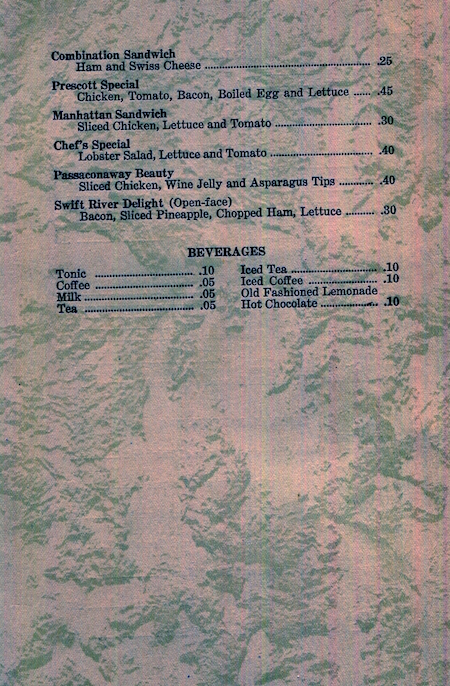 Combination Sandwich
Ham and Swiss Cheese .......... .25
Prescott Special
Chicken, Tomato, Bacon, Boiled Egg and Lettuce ...... .45
Manhattan Sandwich
Sliced Chicken, Lettuce and Tomato .......... .30
Chef's Special
Lobster Salad, Lettuce and Tomato .......... .40
Passaconaway Beauty
Sliced Chicken, Wine Jelly and Asparagus Tips .......... .40
Swift River Delight (Open-face)
Bacon, Sliced Pineapple, Chopped Ham, Lettuce .......... .30
BEVERAGES
Tonic .......... .10
Coffee .......... .05
Milk .......... .05
Tea .......... .05
Iced Tea .......... .10
Iced Coffee .......... .10
Old Fashioned Lemonade
Hot Chocolate .......... .10